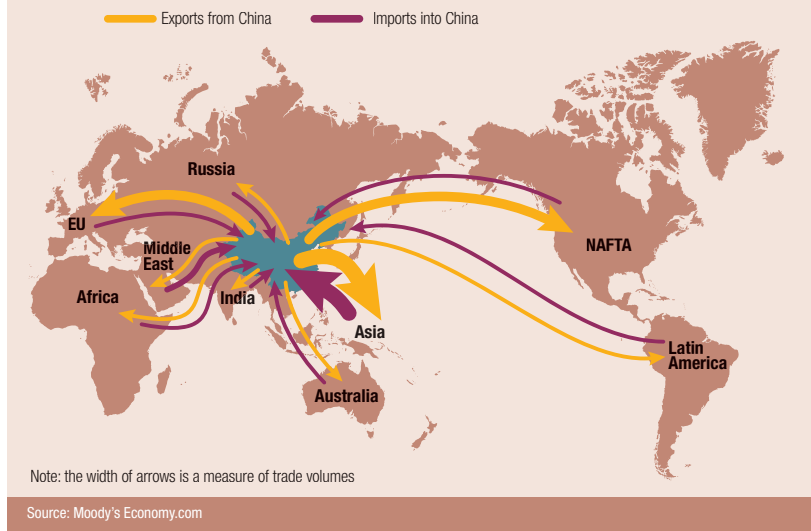 Exports from China
Imports into China
Russia
EU
NAFTA
Middle
East
Africa
India
Asia
Latin
America
Australia
Note: the width of arrows is a measure of trade volumes
Source: Moody's Economy.com